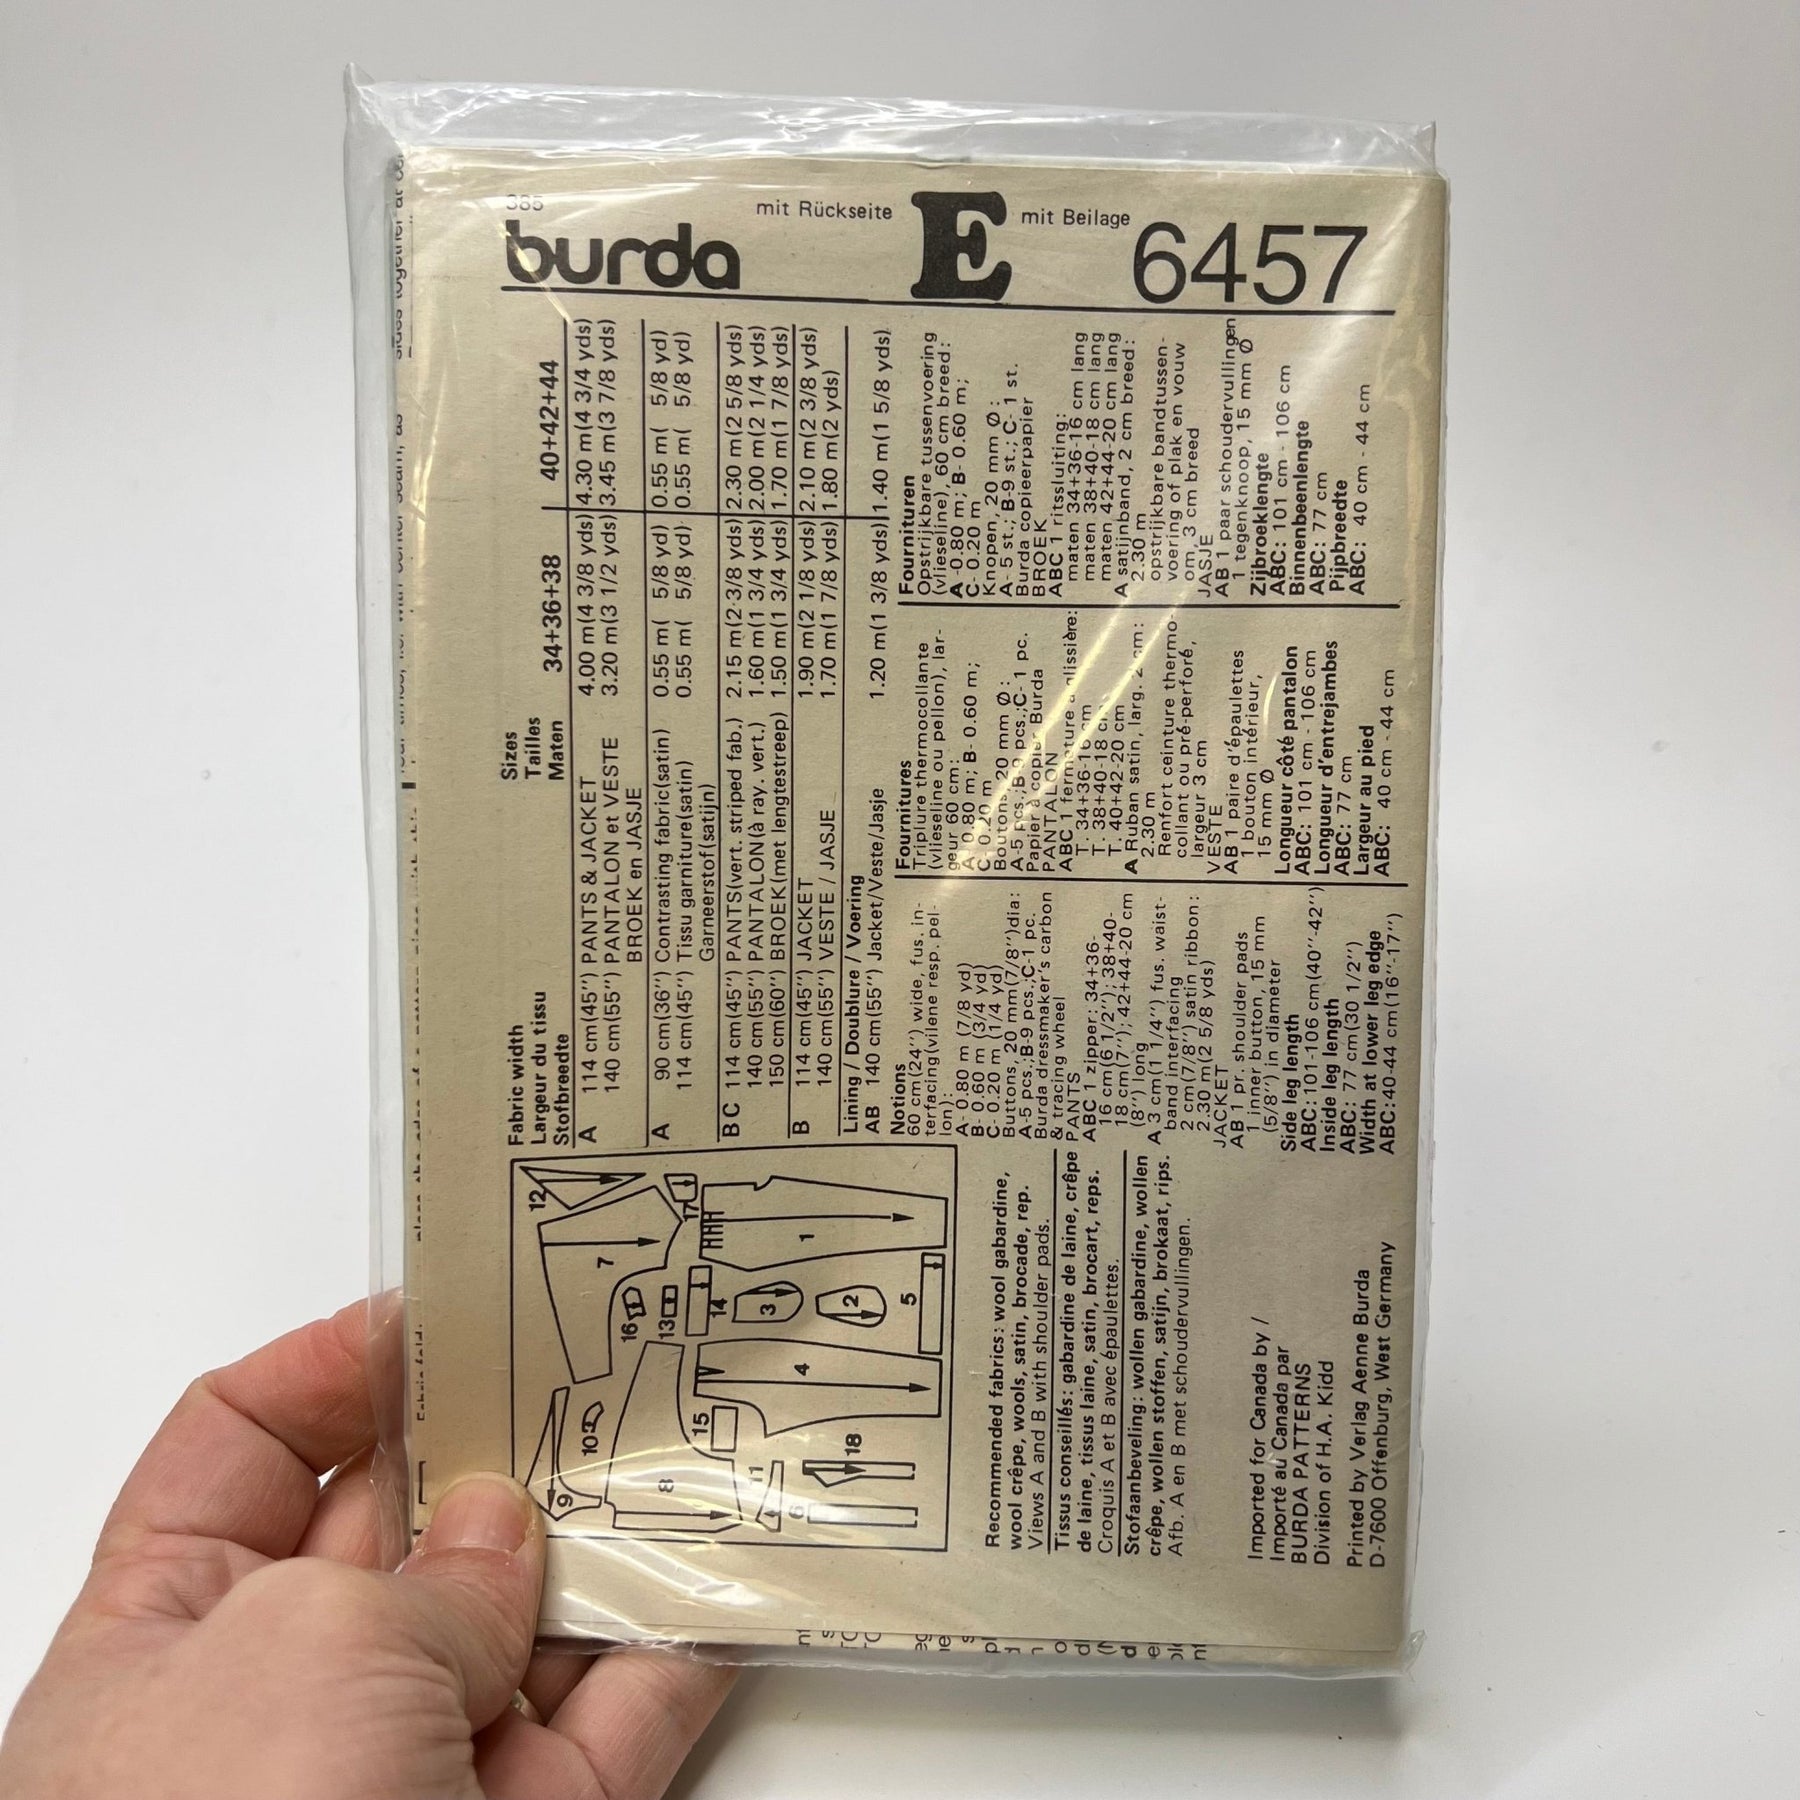 385
burda
mit Rückseite
E
mit Beilage
6457
Fabric width
Largeur du tissu
Stofbreedte
Sizes
Tailles
Maten
34+36+38
40+42+44
A 114 cm(45'') PANTS & JACKET 4.00 m(4 3/8 yds) 4.30 m(4 3/4 yds)
140 cm(55'') PANTALON et VESTE 3.20 m(3 1/2 yds) 3.45 m(3 7/8 yds)
BROEK en JASJE
A 90 cm(36'') Contrasting fabric(satin) 0.55 m( 5/8 yd) 0.55 m( 5/8 yd)
114 cm(45'') Tissu garniture(satin) 0.55 m( 5/8 yd) 0.55 m( 5/8 yd)
Garneerstof(satijn)
B C 114 cm(45'') PANTS(vert. striped fab.) 2.15 m(2 3/8 yds) 2.30 m(2 5/8 yds)
140 cm(55'') PANTALON(à ray. vert.) 1.60 m(1 3/4 yds) 2.00 m(2 1/4 yds)
150 cm(60'') BROEK(met lengtestreep) 1.50 m(1 3/4 yds) 1.70 m(1 7/8 yds)
B 114 cm(45'') JACKET 1.90 m(2 1/8 yds) 2.10 m(2 3/8 yds)
140 cm(55'') VESTE / JASJE 1.70 m(1 7/8 yds) 1.80 m(2 yds)
Lining / Doublure / Voering
AB 140 cm(55'') Jacket/Veste/Jasje 1.20 m(1 3/8 yds) 1.40 m(1 5/8 yds)
12
7
17
1
16
13
14
3
2
5
4
10
15
9
8
11
18
6
Recommended fabrics: wool gabardine,
wool crêpe, wools, satin, brocade, rep.
Views A and B with shoulder pads.
Tissus conseillés: gabardine de laine, crêpe
de laine, tissus laine, satin, brocart, reps.
Croquis A et B avec épaulettes.
Stofaanbeveling: wollen gabardine, wollen
crêpe, wollen stoffen, satijn, brokaat, rips.
Afb. A en B met schoudervullingen.
Imported for Canada by /
Importé au Canada par
BURDA PATTERNS
Division of H.A. Kidd
Printed by Verlag Aenne Burda
D-7600 Offenburg, West Germany
Notions
60 cm(24'') wide, fus. in-
terfacing(vilene resp. pel-
lon):
A- 0.80 m (7/8 yd)
B- 0.60 m (3/4 yd)
C- 0.20 m (1/4 yd)
Buttons, 20 mm(7/8'')dia:
A-5 pcs.;B-9 pcs.;C-1 pc.
Burda dressmaker's carbon
& tracing wheel
PANTS
ABC 1 zipper; 34+36-
16 cm(6 1/2''); 38+40-
18 cm(7''); 42+44-20 cm
(8'') long
A 3 cm(1 1/4'') fus. waist-
band interfacing
2 cm(7/8'') satin ribbon:
2.30 m(2 5/8 yds)
JACKET
AB 1 pr. shoulder pads
1 inner button, 15 mm
(5/8'') in diameter
Side leg length
ABC: 101-106 cm(40''-42'')
Inside leg length
ABC: 77 cm(30 1/2'')
Width at lower leg edge
ABC:40-44 cm(16''-17'')
Fournitures
Triplure thermocollante
(vlieseline ou pellon), lar-
geur 60 cm:
A- 0.80 m; B- 0.60 m;
C- 0.20 m
Boutons, 20 mm Ø:
A-5 pcs.;B-9 pcs.;C- 1 pc.
Papier à copier Burda
PANTALON
ABC 1 fermeture à glissière:
T. 34+36-16 cm
T. 38+40-18 cm
T. 40+42-20 cm
A Ruban satin, larg. 2 cm:
2.30 m
Renfort ceinture thermo-
collant ou pré-perforé,
largeur 3 cm
VESTE
AB 1 paire d'épaulettes
1 bouton intérieur,
15 mm Ø
Longueur côté pantalon
ABC: 101 cm - 106 cm
Longueur d'entrejambes
ABC: 77 cm
Largeur au pied
ABC: 40 cm - 44 cm
Fournituren
Opstrijkbare tussenvoering
(vlieseline), 60 cm breed:
A -0.80 m; B- 0.60 m;
C- 0.20 m
Knopen, 20 mm Ø:
A- 5 st.; B-9 st.; C- 1 st.
Burda copieerpapier
BROEK
ABC 1 ritssluiting:
maten 34+36-16 cm lang
maten 38+40-18 cm lang
maten 42+44-20 cm lang
A satijnband, 2 cm breed:
2.30 m
opstrijkbare bandtussen-
voering of plak en vouw
om, 3 cm breed
JASJE
AB 1 paar schoudervullingen
1 tegenknoop, 15 mm Ø
Zijbroeklengte
ABC: 101 cm - 106 cm
Binnenbeenlengte
ABC: 77 cm
Pijpbreedte
ABC: 40 cm - 44 cm